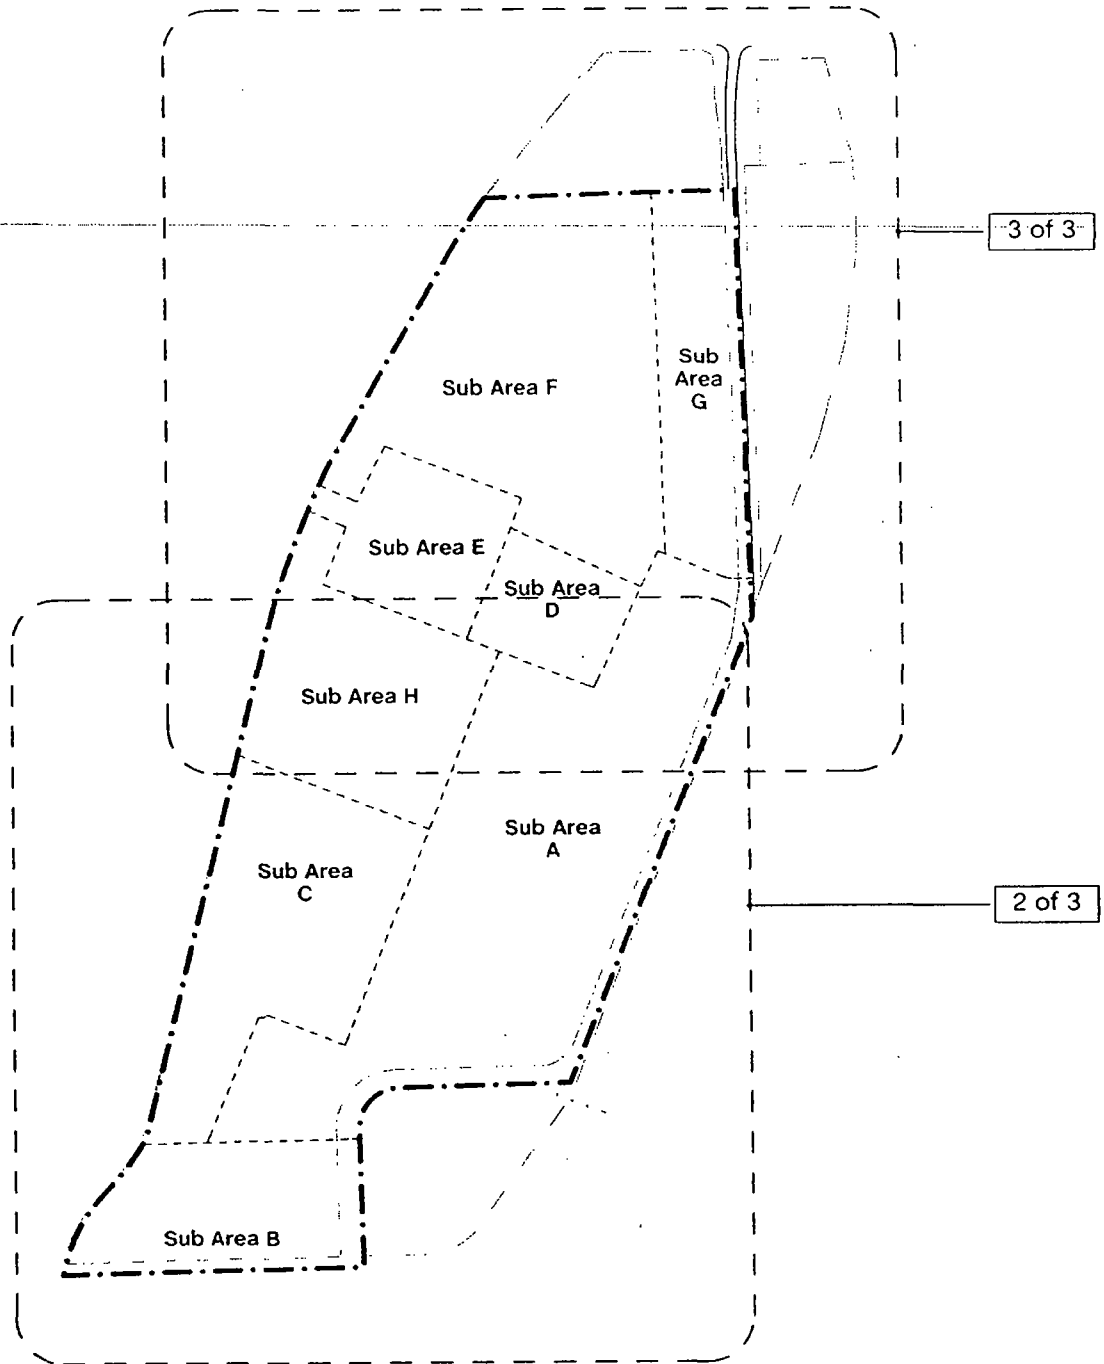 3 of 3
Sub Area F
Sub
Area
G
Sub Area E
Sub Area
D
Sub Area H
Sub Area
A
Sub Area
C
2 of 3
Sub Area B